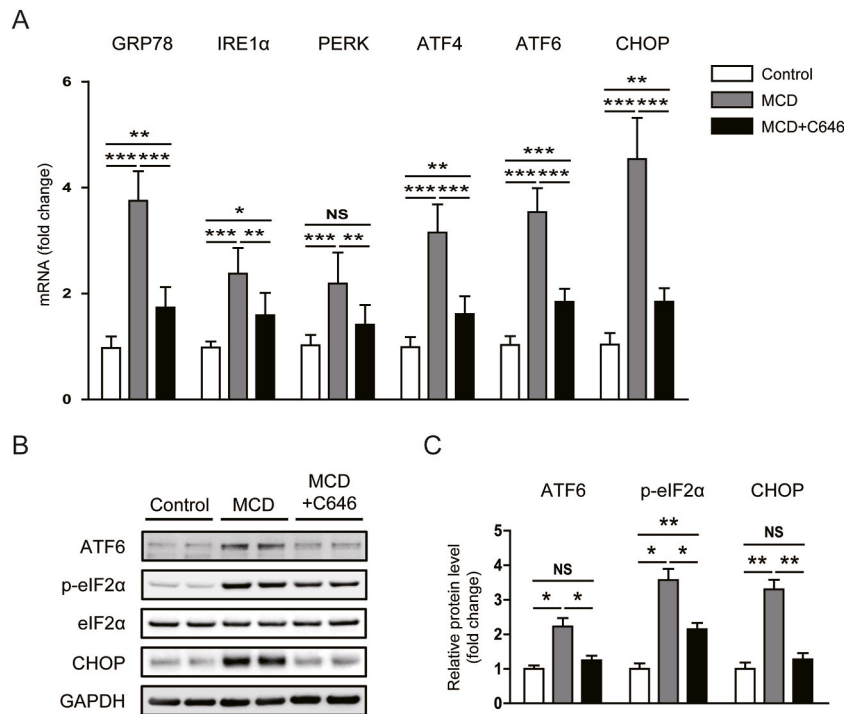 A
GRP78 IRE1α PERK ATF4 ATF6 CHOP
Control
MCD
MCD+C646
mRNA (fold change)
6
4
2
0
** *** ***
* *** **
NS *** **
** *** ***
*** *** ***
** *** ***
B
Control MCD MCD
+C646
ATF6
p-eIF2α
eIF2α
CHOP
GAPDH
C
ATF6 p-eIF2α CHOP
Relative protein level
(fold change)
5
4
3
2
1
0
NS * *
** * *
NS ** **